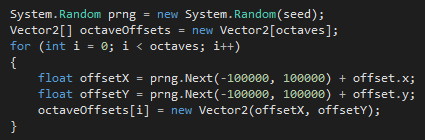 System.Random prng = new System.Random(seed);
Vector2[] octaveOffsets = new Vector2[octaves];
for (int i = 0; i < octaves; i++)
{
    float offsetX = prng.Next(-100000, 100000) + offset.x;
    float offsetY = prng.Next(-100000, 100000) + offset.y;
    octaveOffsets[i] = new Vector2(offsetX, offsetY);
}